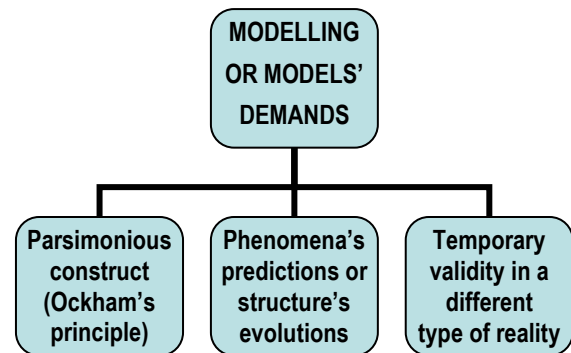 MODELLING
OR MODELS’
DEMANDS
Parsimonious
construct
(Ockham’s
principle)
Phenomena’s
predictions or
structure’s
evolutions
Temporary
validity in a
different
type of reality